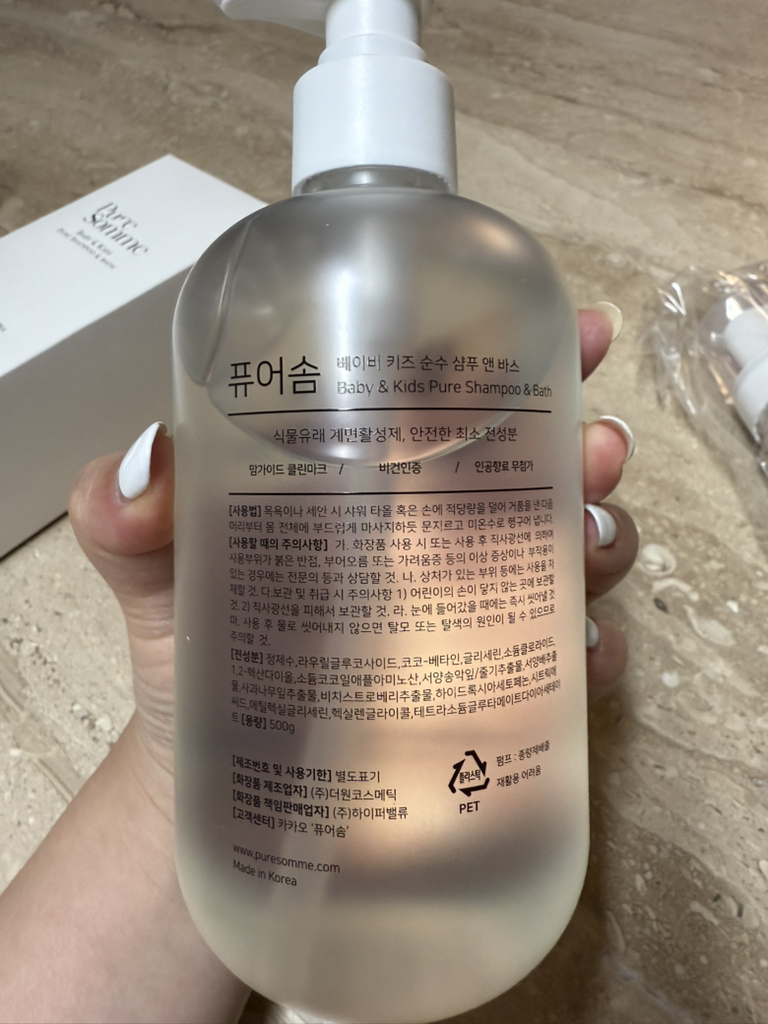 Pure
Somme
Baby & Kids
Pure Shampoo & Bath
퓨어솜
베이비 키즈 순수 샴푸 앤 바스
Baby & Kids Pure Shampoo & Bath
식물유래 계면활성제, 안전한 최소 전성분
맘가이드 클린마크 / 비건인증 / 인공향료 무첨가
[사용법] 목욕이나 세안 시 샤워 타올 혹은 손에 적당량을 덜어 거품을 낸 다음
머리부터 몸 전체에 부드럽게 마사지하듯 문지르고 미온수로 헹구어 냅니다.
[사용할 때의 주의사항] 가. 화장품 사용 시 또는 사용 후 직사광선에 의하여
사용부위가 붉은 반점, 부어오름 또는 가려움증 등의 이상 증상이나 부작용이
있는 경우에는 전문의 등과 상담할 것. 나. 상처가 있는 부위 등에는 사용을 자
제할 것. 다.보관 및 취급 시 주의사항 1) 어린이의 손이 닿지 않는 곳에 보관할
것. 2) 직사광선을 피해서 보관할 것. 라. 눈에 들어갔을 때에는 즉시 씻어낼 것
마. 사용 후 물로 씻어내지 않으면 탈모 또는 탈색의 원인이 될 수 있으므로
주의할 것.
[전성분] 정제수,라우릴글루코사이드,코코-베타인,글리세린,소듐클로라이드,
1,2-헥산다이올,소듐코코일애플아미노산,서양송악잎/줄기추출물,서양배추출
물,사과나무잎추출물,비치스트로베리추출물,하이드록시아세토페논,시트릭애
씨드,에틸헥실글리세린,헥실렌글라이콜,테트라소듐글루타메이트다이아세테이
트 [용량] 500g
[제조번호 및 사용기한] 별도표기
[화장품 제조업자] (주)더원코스메틱
[화장품 책임판매업자] (주)하이퍼밸류
[고객센터] 카카오 '퓨어솜'
플라스틱
PET
펌프 : 종량제배출
재활용 어려움
www.puresomme.com
Made in Korea